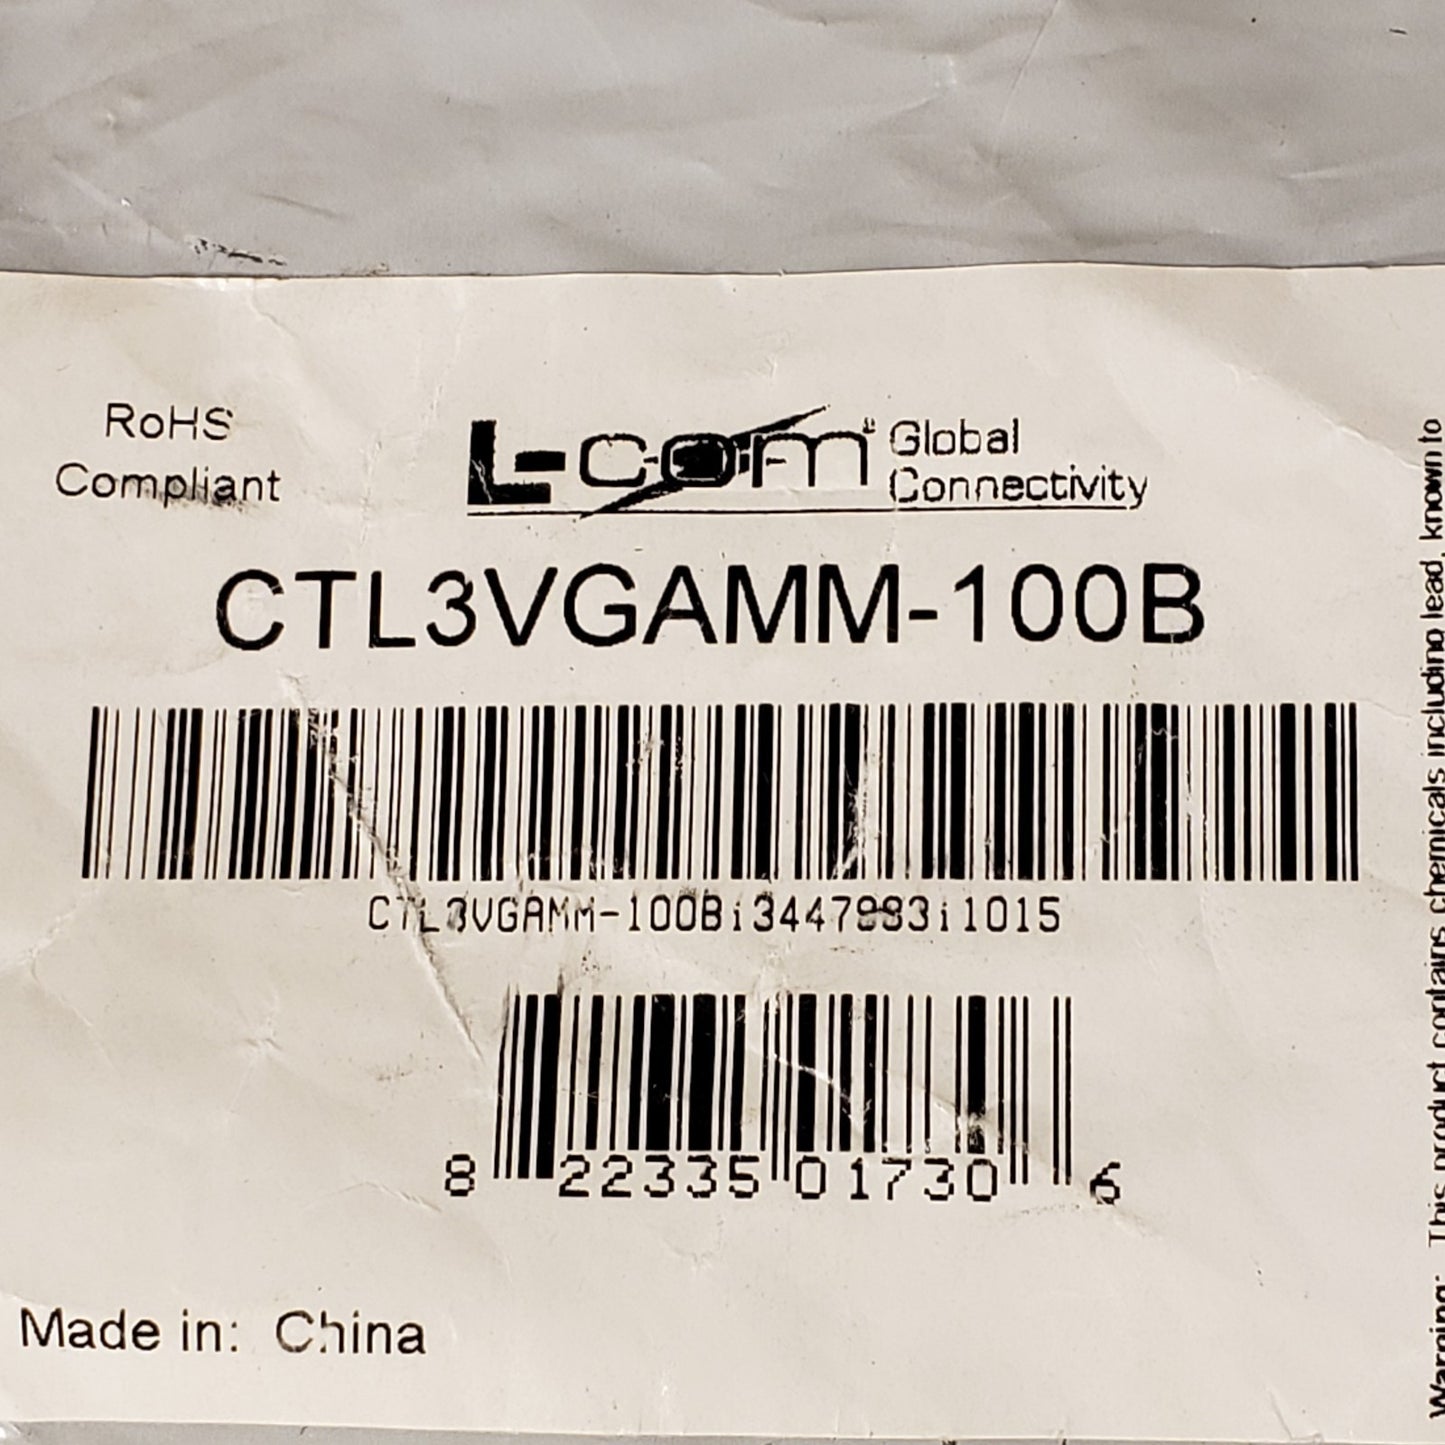 RoHS
Compliant
L-com® Global
Connectivity
CTL3VGAMM-100B
CTL3VGAMM-100Bi3447883i1015
8 22335 01730 6
Made in: China
Warning: This product contains chemicals including lead, known to